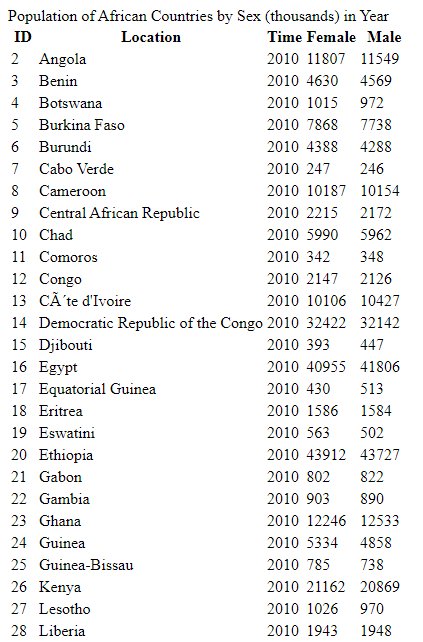 Population of African Countries by Sex (thousands) in Year
ID Location Time Female Male
2 Angola 2010 11807 11549
3 Benin 2010 4630 4569
4 Botswana 2010 1015 972
5 Burkina Faso 2010 7868 7738
6 Burundi 2010 4388 4288
7 Cabo Verde 2010 247 246
8 Cameroon 2010 10187 10154
9 Central African Republic 2010 2215 2172
10 Chad 2010 5990 5962
11 Comoros 2010 342 348
12 Congo 2010 2147 2126
13 CÃ´te d'Ivoire 2010 10106 10427
14 Democratic Republic of the Congo 2010 32422 32142
15 Djibouti 2010 393 447
16 Egypt 2010 40955 41806
17 Equatorial Guinea 2010 430 513
18 Eritrea 2010 1586 1584
19 Eswatini 2010 563 502
20 Ethiopia 2010 43912 43727
21 Gabon 2010 802 822
22 Gambia 2010 903 890
23 Ghana 2010 12246 12533
24 Guinea 2010 5334 4858
25 Guinea-Bissau 2010 785 738
26 Kenya 2010 21162 20869
27 Lesotho 2010 1026 970
28 Liberia 2010 1943 1948